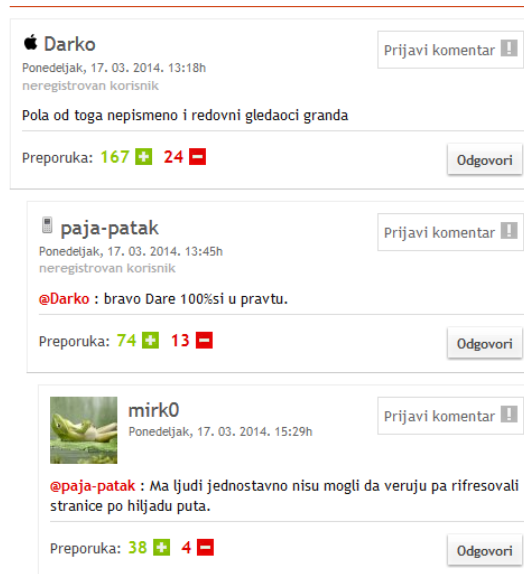 Darko
Prijavi komentar !
Ponedeljak, 17. 03. 2014. 13:18h
neregistrovan korisnik
Pola od toga nepismeno i redovni gledaoci granda
Preporuka: 167 + 24 −
Odgovori
paja-patak
Prijavi komentar !
Ponedeljak, 17. 03. 2014. 13:45h
neregistrovan korisnik
@Darko : bravo Dare 100%si u pravtu.
Preporuka: 74 + 13 −
Odgovori
mirk0
Prijavi komentar !
Ponedeljak, 17. 03. 2014. 15:29h
@paja-patak : Ma ljudi jednostavno nisu mogli da veruju pa rifresovali
stranice po hiljadu puta.
Preporuka: 38 + 4 −
Odgovori